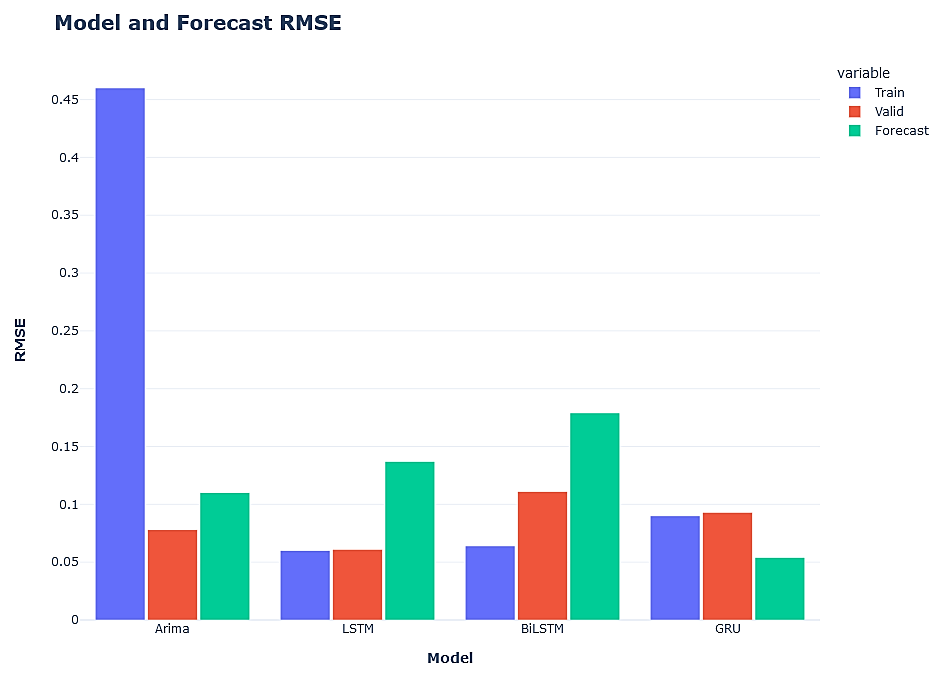 Model and Forecast RMSE
variable
Train
Valid
Forecast
RMSE
0.45
0.4
0.35
0.3
0.25
0.2
0.15
0.1
0.05
0
Arima LSTM BiLSTM GRU
Model